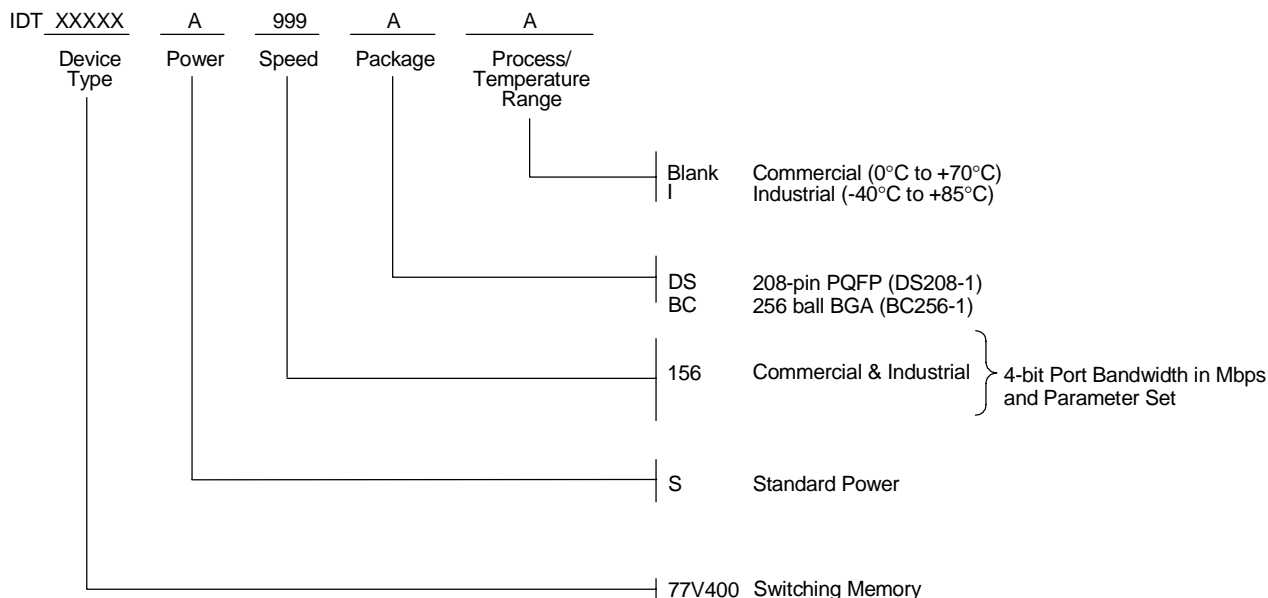 IDT XXXXX A 999 A A
Device Type Power Speed Package Process/ Temperature Range
Blank Commercial (0°C to +70°C)
I Industrial (-40°C to +85°C)
DS 208-pin PQFP (DS208-1)
BC 256 ball BGA (BC256-1)
156 Commercial & Industrial 4-bit Port Bandwidth in Mbps
and Parameter Set
S Standard Power
77V400 Switching Memory